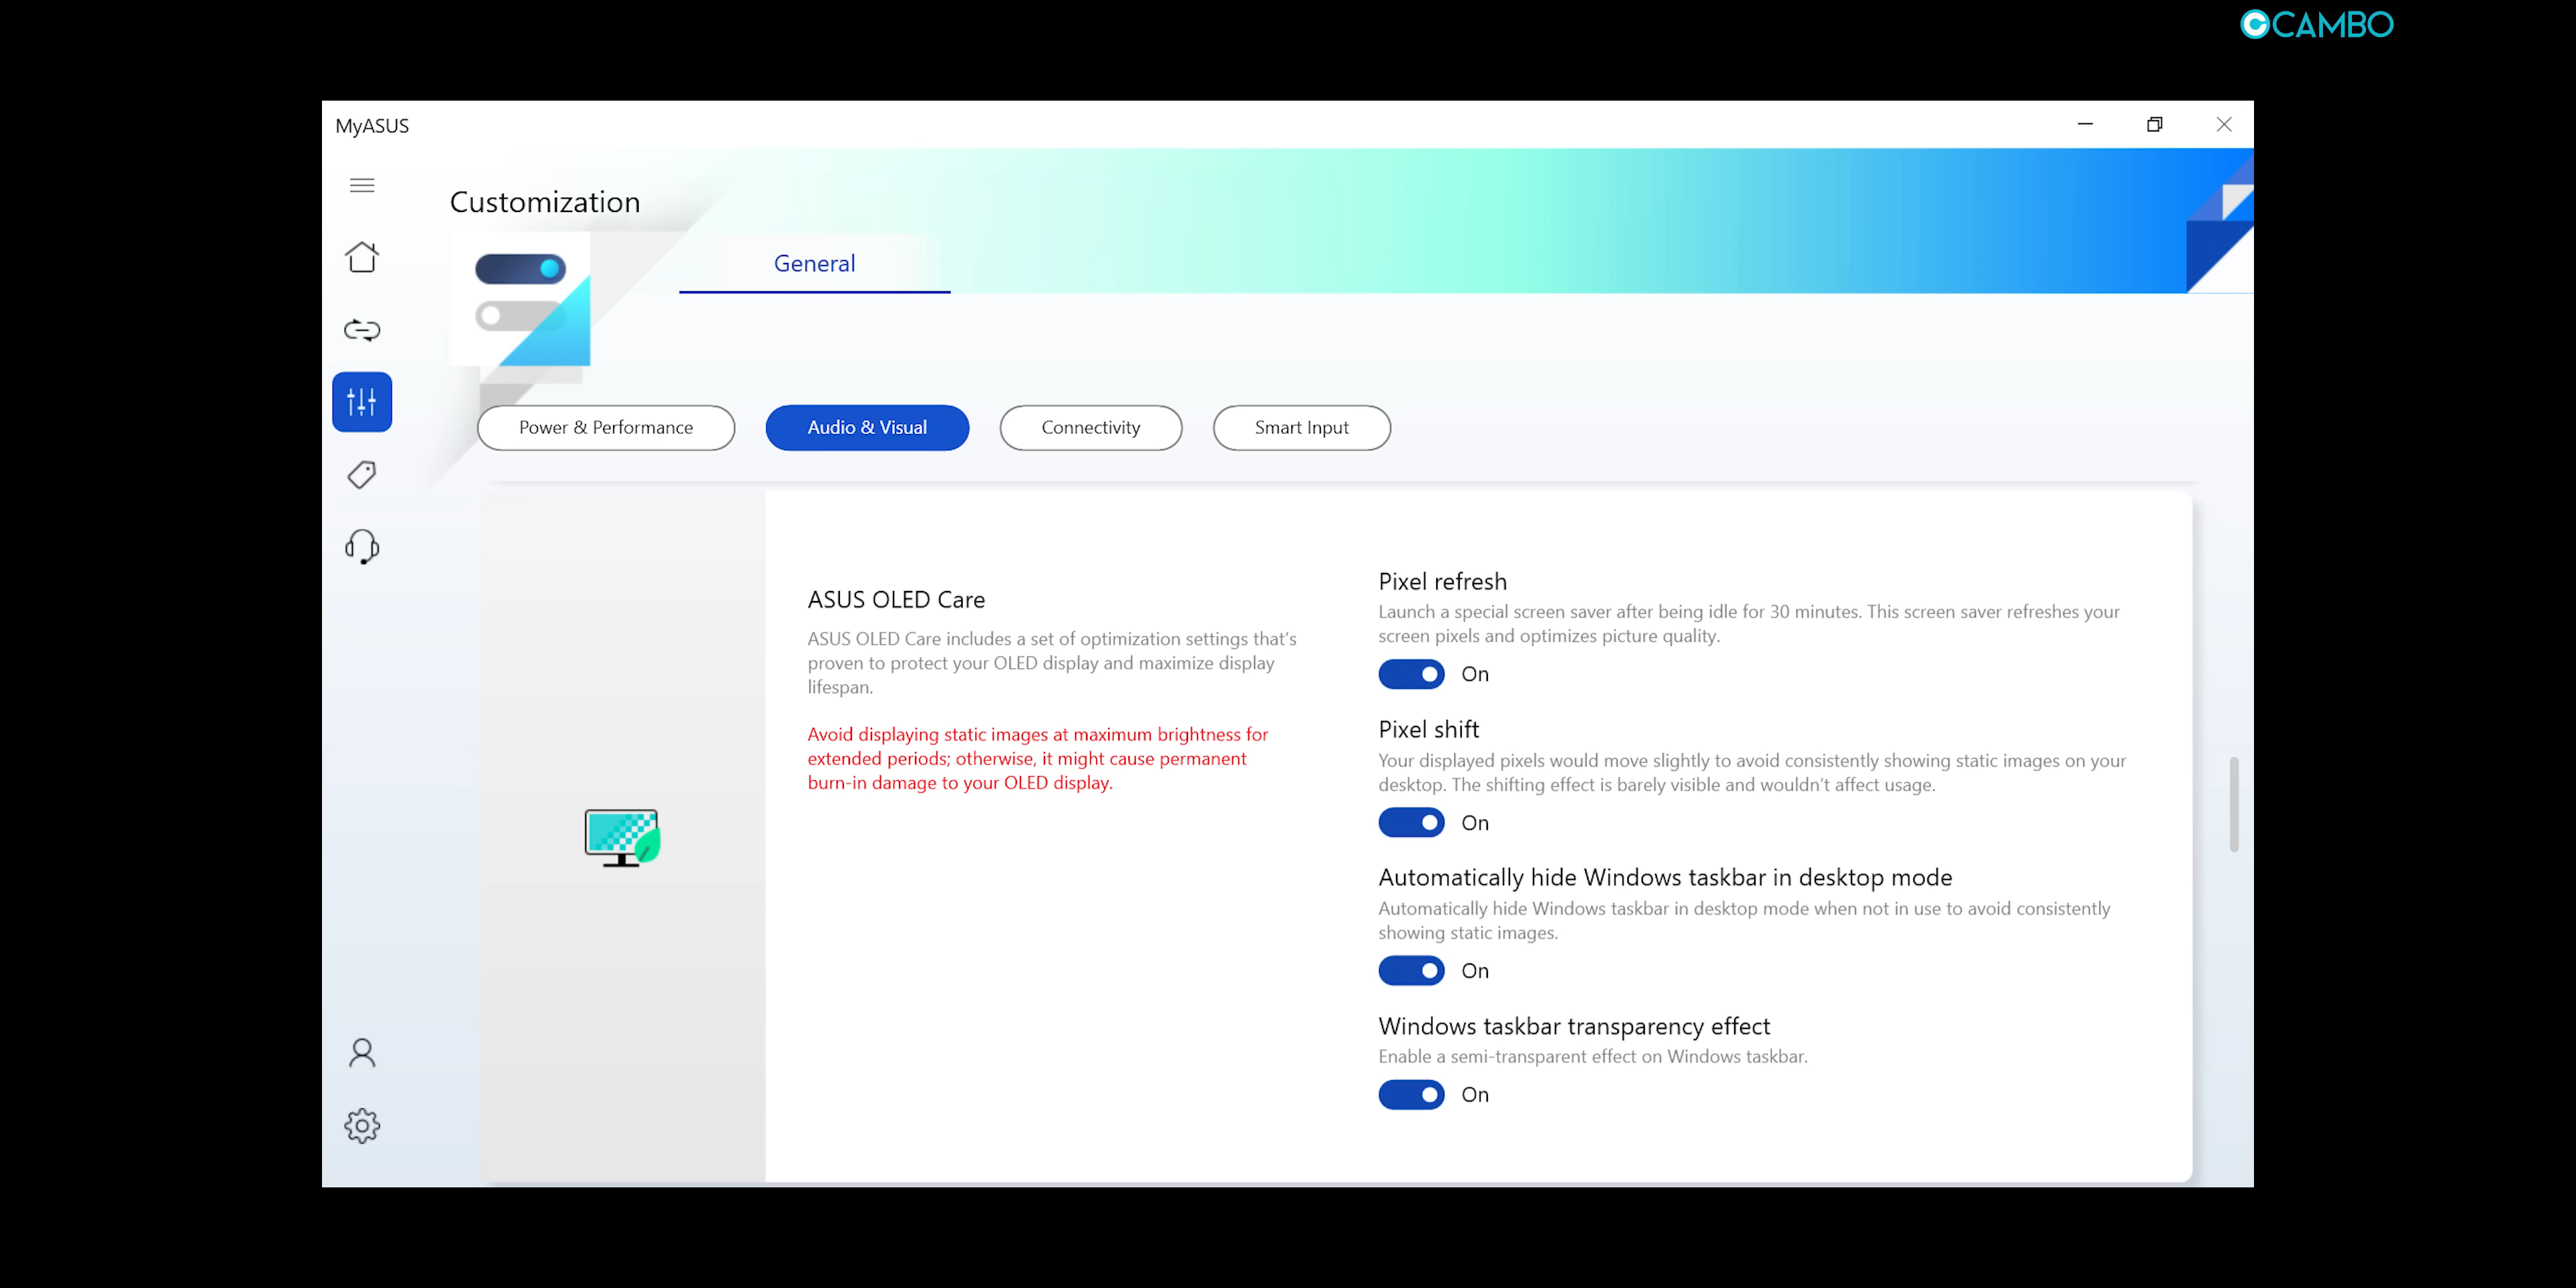 CAMBO
MyASUS
Customization
General
Power & Performance
Audio & Visual
Connectivity
Smart Input
ASUS OLED Care
ASUS OLED Care includes a set of optimization settings that's
proven to protect your OLED display and maximize display
lifespan.
Avoid displaying static images at maximum brightness for
extended periods; otherwise, it might cause permanent
burn-in damage to your OLED display.
Pixel refresh
Launch a special screen saver after being idle for 30 minutes. This screen saver refreshes your
screen pixels and optimizes picture quality.
On
Pixel shift
Your displayed pixels would move slightly to avoid consistently showing static images on your
desktop. The shifting effect is barely visible and wouldn't affect usage.
On
Automatically hide Windows taskbar in desktop mode
Automatically hide Windows taskbar in desktop mode when not in use to avoid consistently
showing static images.
On
Windows taskbar transparency effect
Enable a semi-transparent effect on Windows taskbar.
On